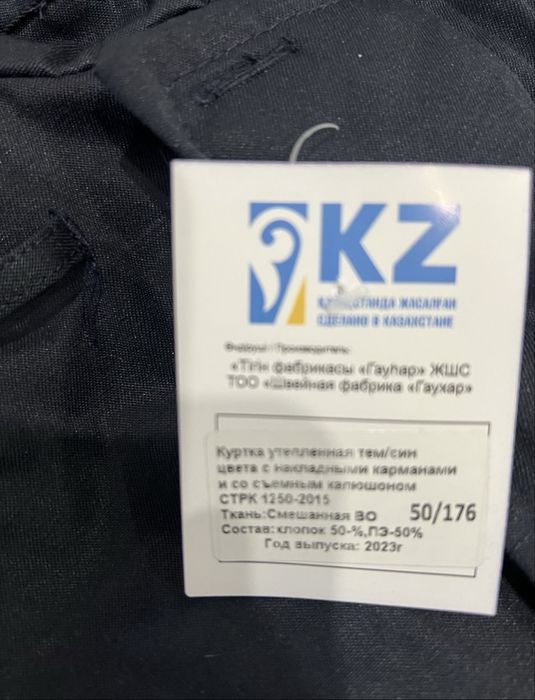 KZ
ҚАЗАҚСТАНДА ЖАСАЛҒАН
СДЕЛАНО В КАЗАХСТАНЕ
Өндіруші / Производитель:
«Тігін фабрикасы «Гауһар» ЖШС
ТОО «Швейная фабрика «Гаухар»
Куртка утепленная тем/син
цвета с накладными карманами
и со съемным капюшоном
СТРК 1250-2015
Ткань:Смешанная ВО 50/176
Состав:хлопок 50-%,ПЭ-50%
Год выпуска: 2023г